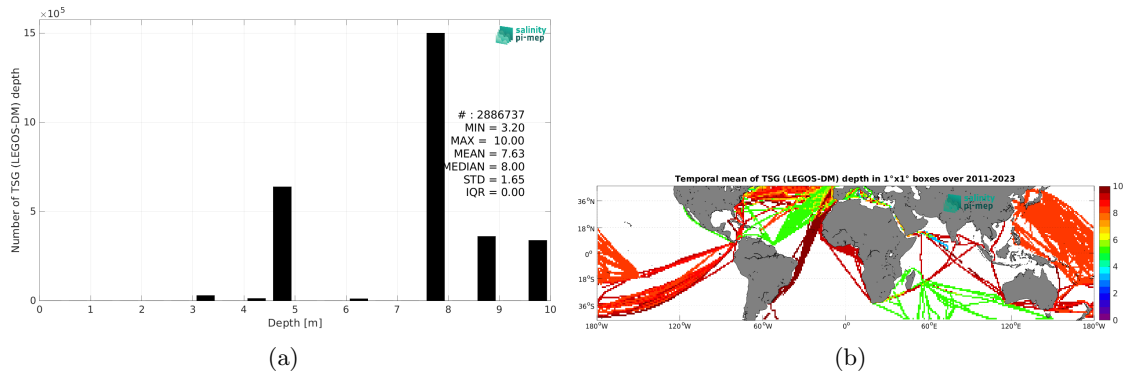 ×10⁵
15
10
5
0
Number of TSG (LEGOS-DM) depth
salinity
pi-mep
# : 2886737
MIN = 3.20
MAX = 10.00
MEAN = 7.63
MEDIAN = 8.00
STD = 1.65
IQR = 0.00
0 1 2 3 4 5 6 7 8 9 10
Depth [m]
(a)
Temporal mean of TSG (LEGOS-DM) depth in 1°x1° boxes over 2011-2023
salinity
pi-mep
36°N
18°N
0°
18°S
36°S
180°W 120°W 60°W 0° 60°E 120°E 180°W
10
8
6
4
2
0
(b)